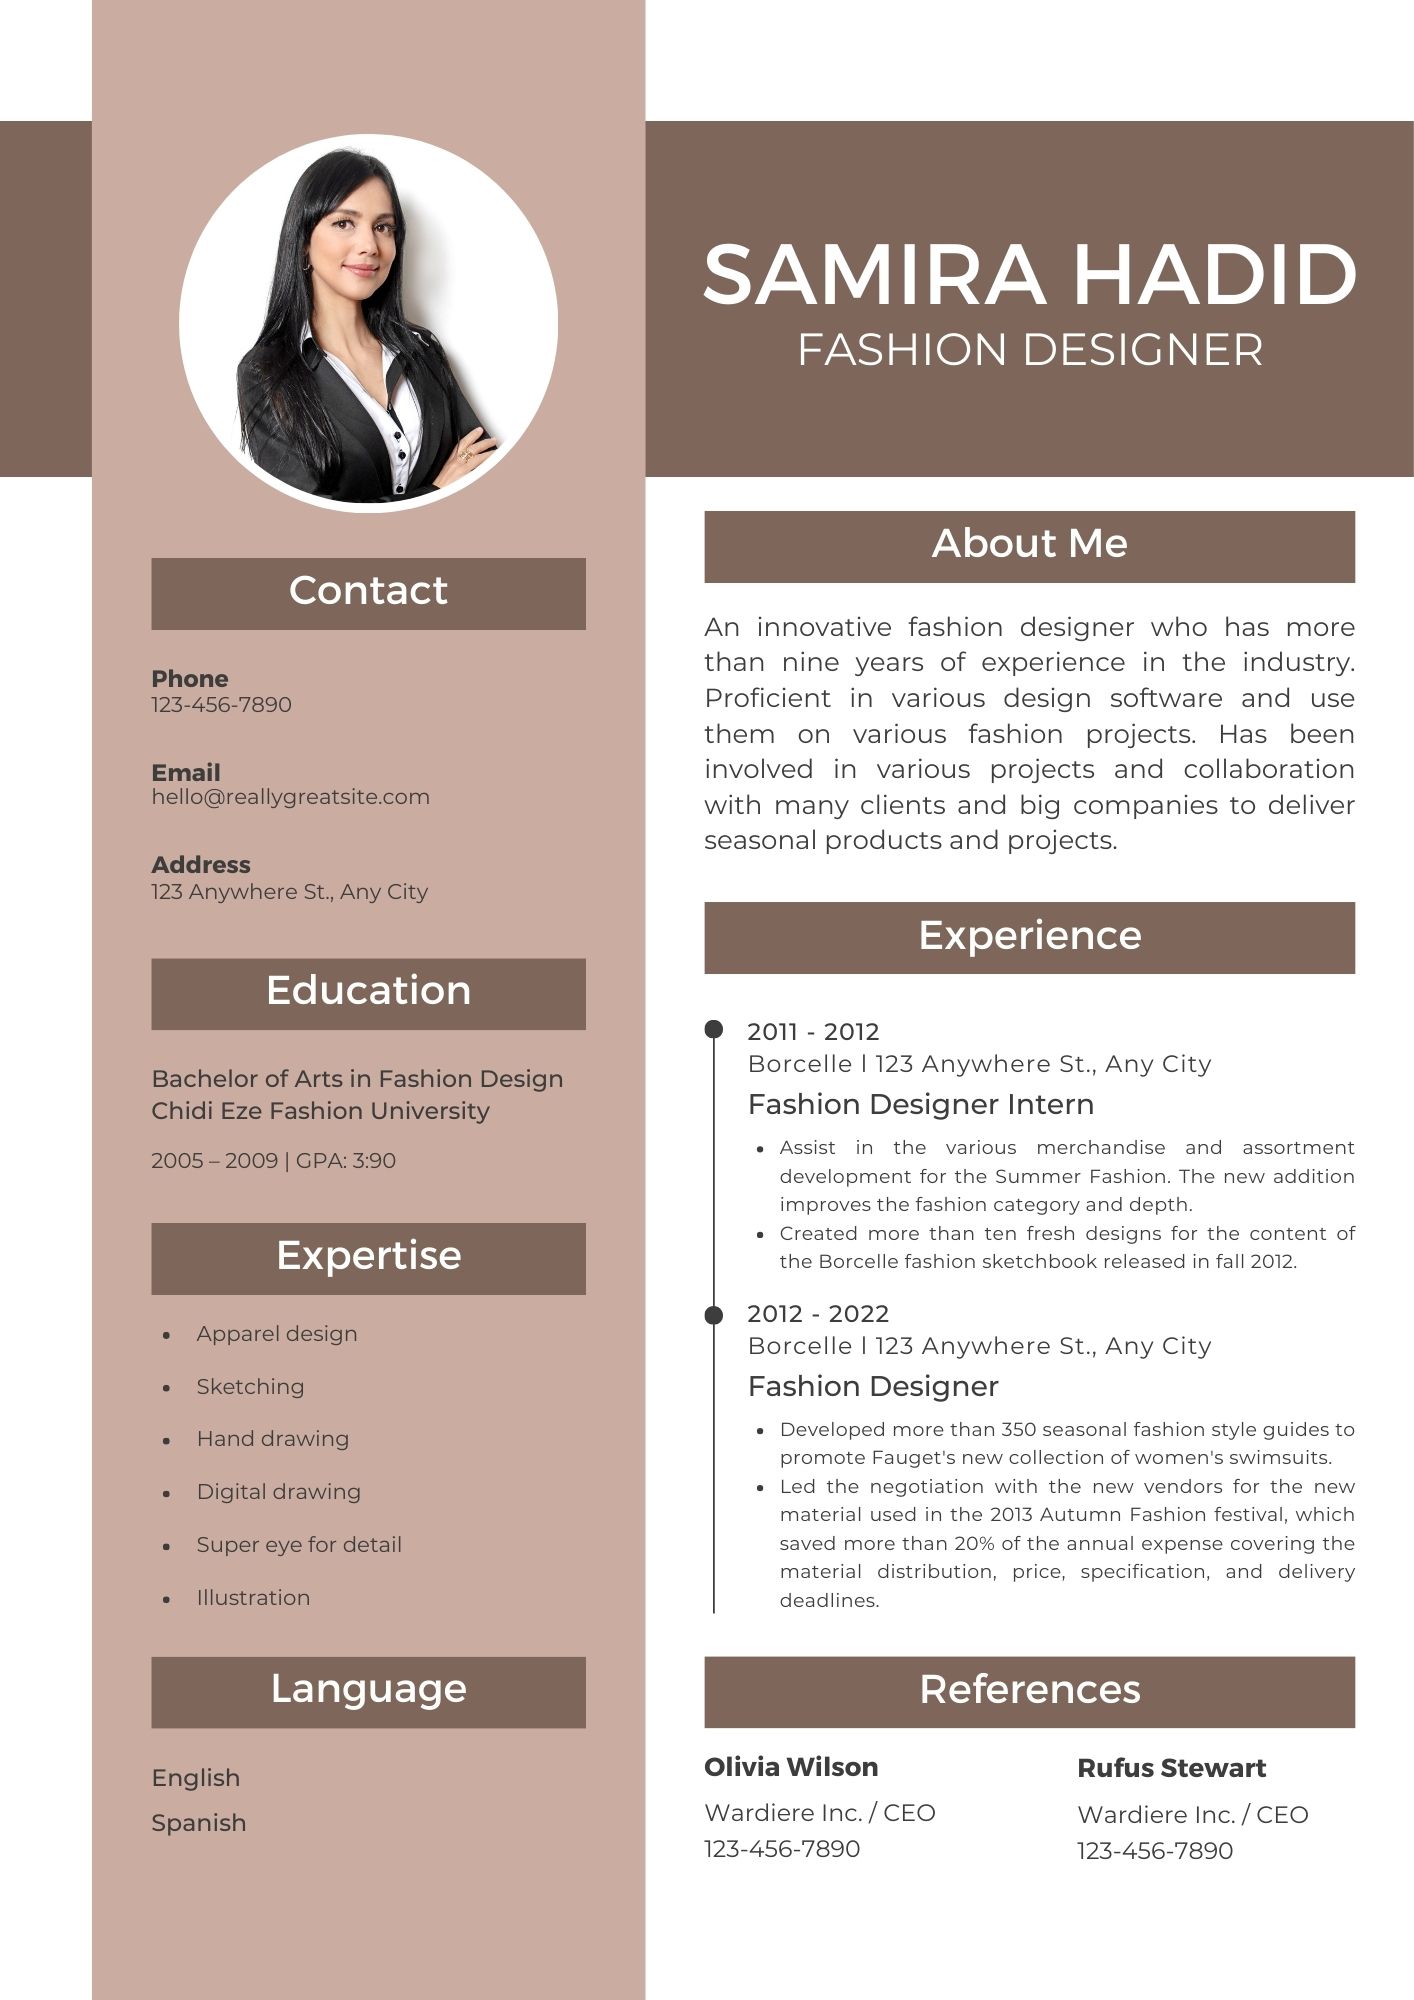 SAMIRA HADID
FASHION DESIGNER
Contact
Phone
123-456-7890
Email
hello@reallygreatsite.com
Address
123 Anywhere St., Any City
Education
Bachelor of Arts in Fashion Design
Chidi Eze Fashion University
2005 – 2009 | GPA: 3:90
Expertise
• Apparel design
• Sketching
• Hand drawing
• Digital drawing
• Super eye for detail
• Illustration
Language
English
Spanish
About Me
An innovative fashion designer who has more
than nine years of experience in the industry.
Proficient in various design software and use
them on various fashion projects. Has been
involved in various projects and collaboration
with many clients and big companies to deliver
seasonal products and projects.
Experience
2011 - 2012
Borcelle l 123 Anywhere St., Any City
Fashion Designer Intern
• Assist in the various merchandise and assortment
development for the Summer Fashion. The new addition
improves the fashion category and depth.
• Created more than ten fresh designs for the content of
the Borcelle fashion sketchbook released in fall 2012.
2012 - 2022
Borcelle l 123 Anywhere St., Any City
Fashion Designer
• Developed more than 350 seasonal fashion style guides to
promote Fauget's new collection of women's swimsuits.
• Led the negotiation with the new vendors for the new
material used in the 2013 Autumn Fashion festival, which
saved more than 20% of the annual expense covering the
material distribution, price, specification, and delivery
deadlines.
References
Olivia Wilson
Wardiere Inc. / CEO
123-456-7890
Rufus Stewart
Wardiere Inc. / CEO
123-456-7890